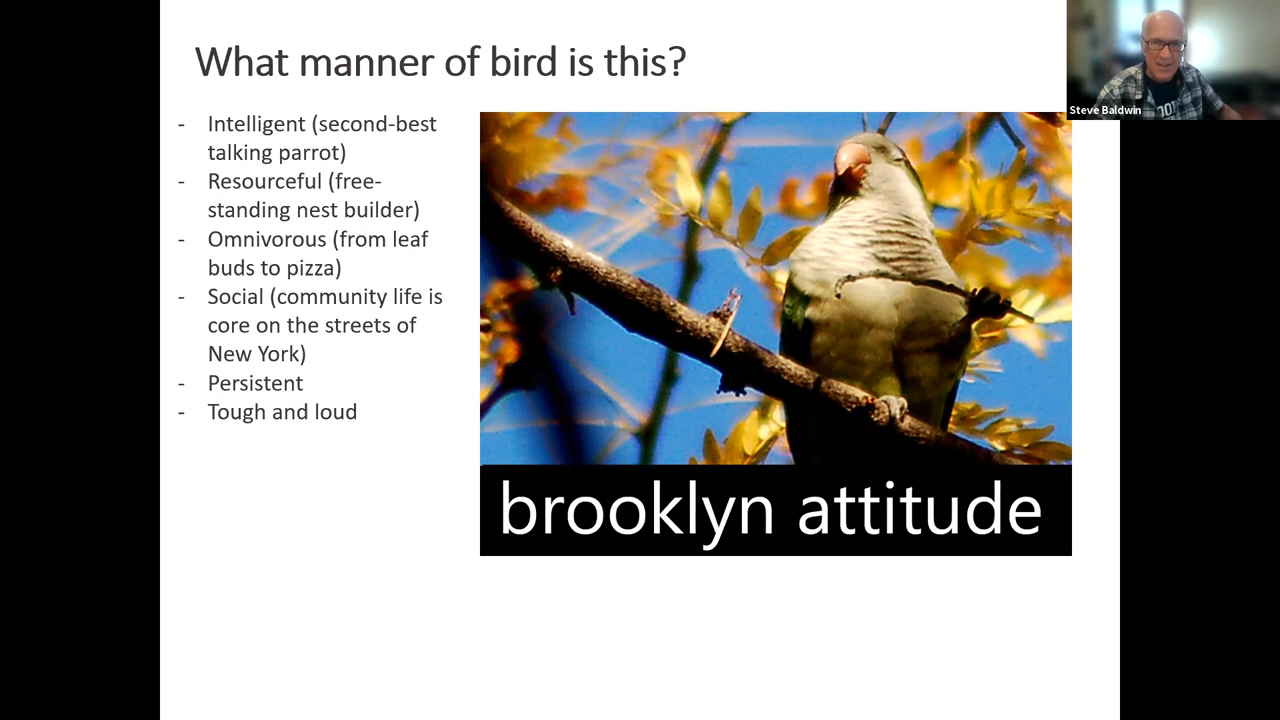 What manner of bird is this?
Steve Baldwin
- Intelligent (second-best
talking parrot)
- Resourceful (free-
standing nest builder)
- Omnivorous (from leaf
buds to pizza)
- Social (community life is
core on the streets of
New York)
- Persistent
- Tough and loud
brooklyn attitude